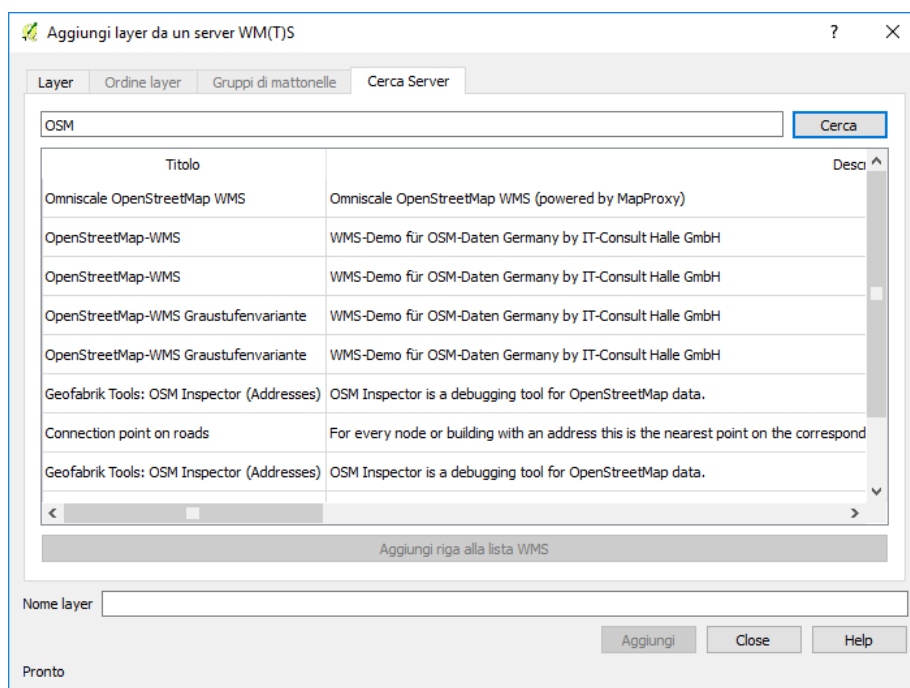 Aggiungi layer da un server WM(T)S ?
Layer Ordine layer Gruppi di mattonelle Cerca Server
OSM Cerca
Titolo Descr
Omniscale OpenStreetMap WMS Omniscale OpenStreetMap WMS (powered by MapProxy)
OpenStreetMap-WMS WMS-Demo für OSM-Daten Germany by IT-Consult Halle GmbH
OpenStreetMap-WMS WMS-Demo für OSM-Daten Germany by IT-Consult Halle GmbH
OpenStreetMap-WMS Graustufenvariante WMS-Demo für OSM-Daten Germany by IT-Consult Halle GmbH
OpenStreetMap-WMS Graustufenvariante WMS-Demo für OSM-Daten Germany by IT-Consult Halle GmbH
Geofabrik Tools: OSM Inspector (Addresses) OSM Inspector is a debugging tool for OpenStreetMap data.
Connection point on roads For every node or building with an address this is the nearest point on the correspond
Geofabrik Tools: OSM Inspector (Addresses) OSM Inspector is a debugging tool for OpenStreetMap data.
Aggiungi riga alla lista WMS
Nome layer
Aggiungi Close Help
Pronto